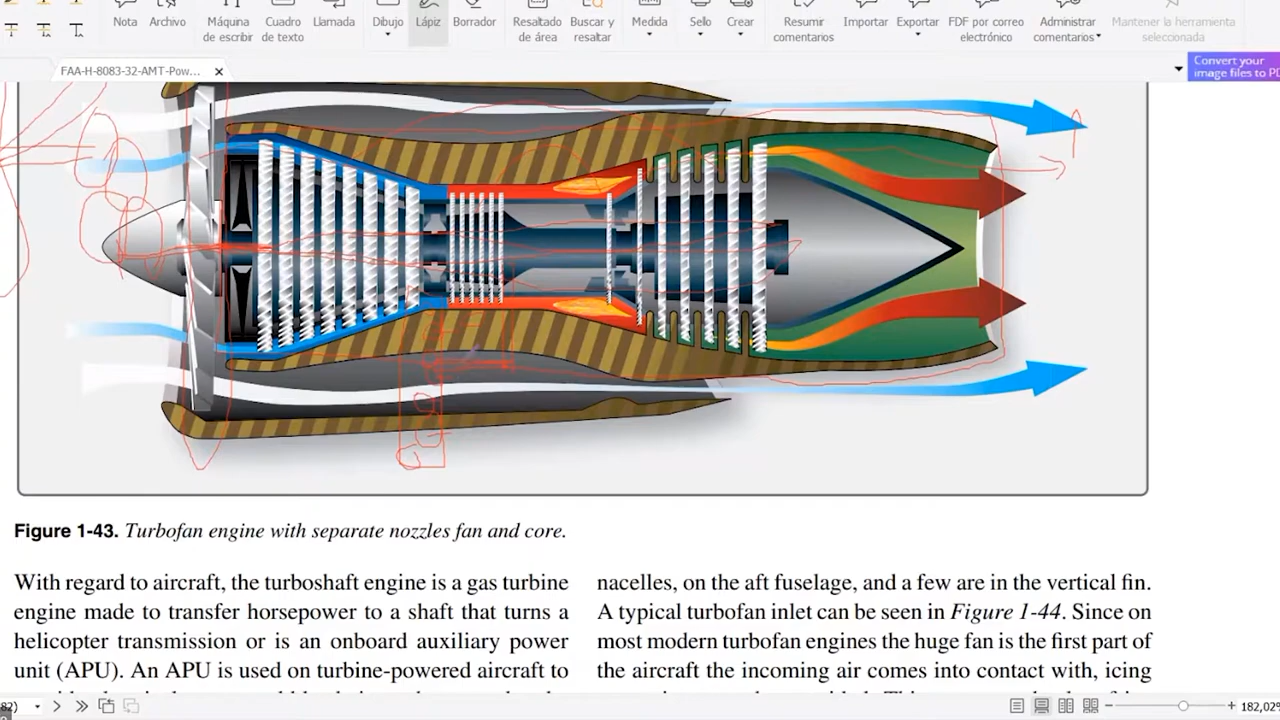 Nota
Archivo
Máquina
de escribir
Cuadro
de texto
Llamada
Dibujo
Lápiz
Borrador
Resaltado
de área
Buscar y
resaltar
Medida
Sello
Crear
Resumir
comentarios
Importar
Exportar
FDF por correo
electrónico
Administrar
comentarios
Mantener la herramienta
seleccionada
FAA-H-8083-32-AMT-Pow...
Convert your
image files to PD
Figure 1-43. Turbofan engine with separate nozzles fan and core.
With regard to aircraft, the turboshaft engine is a gas turbine
engine made to transfer horsepower to a shaft that turns a
helicopter transmission or is an onboard auxiliary power
unit (APU). An APU is used on turbine-powered aircraft to
nacelles, on the aft fuselage, and a few are in the vertical fin.
A typical turbofan inlet can be seen in Figure 1-44. Since on
most modern turbofan engines the huge fan is the first part of
the aircraft the incoming air comes into contact with, icing
82)
182,02%